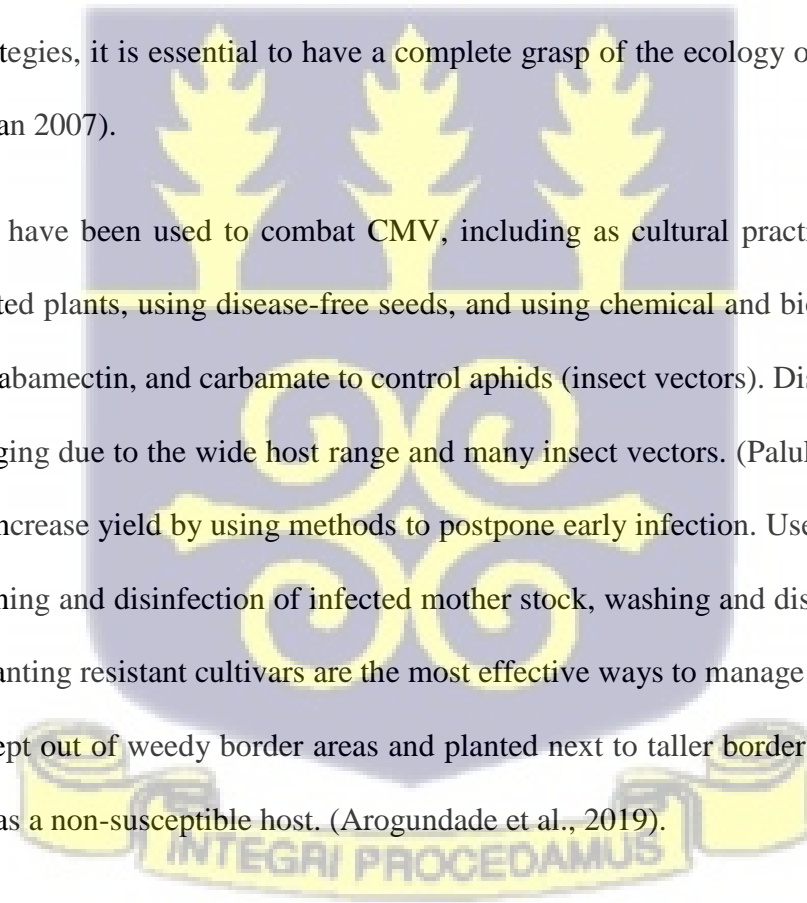 tegies, it is essential to have a complete grasp of the ecology o
an 2007).
have been used to combat CMV, including as cultural pract
ted plants, using disease-free seeds, and using chemical and bi
abamectin, and carbamate to control aphids (insect vectors). Di
ging due to the wide host range and many insect vectors. (Palu
ncrease yield by using methods to postpone early infection. Use
ning and disinfection of infected mother stock, washing and dis
anting resistant cultivars are the most effective ways to manage
ept out of weedy border areas and planted next to taller border
as a non-susceptible host. (Arogundade et al., 2019).
INTEGRI PROCEDAMUS